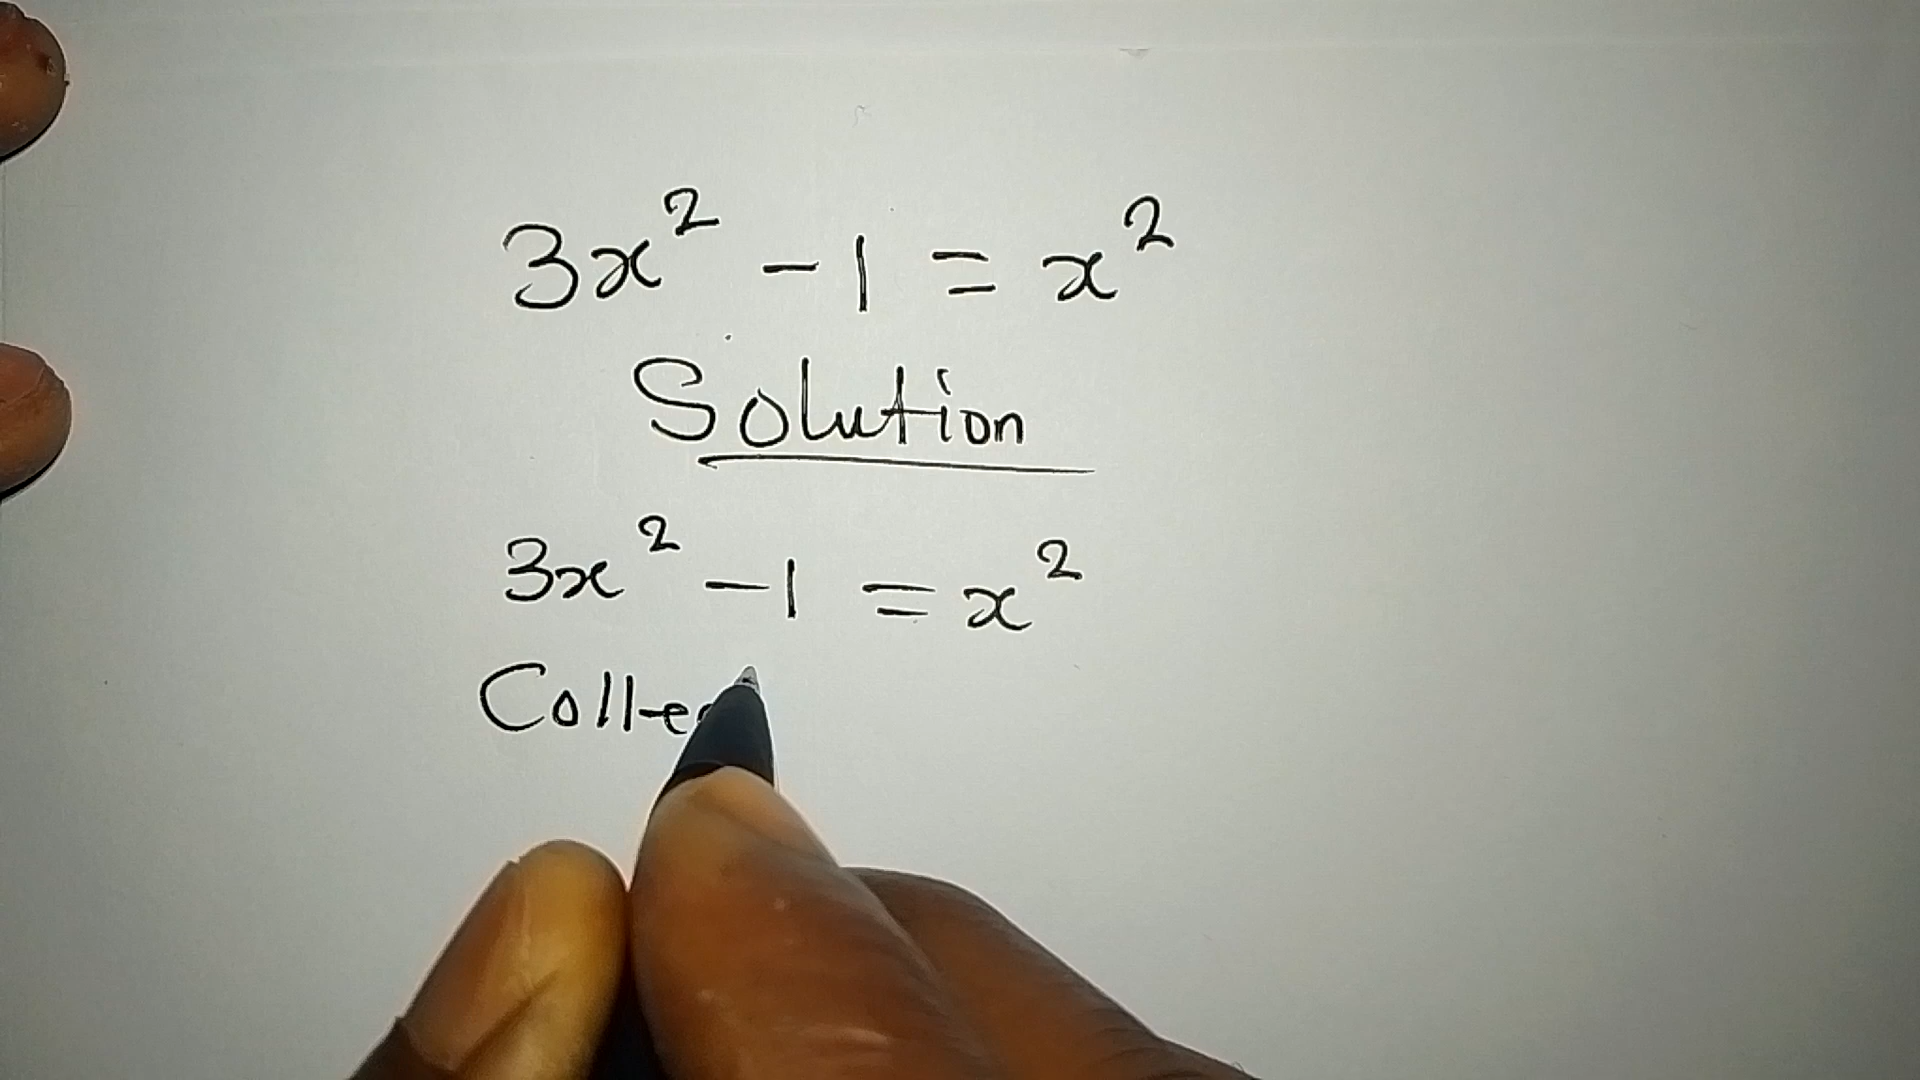 3x² - 1 = x²
Solution
3x² - 1 = x²